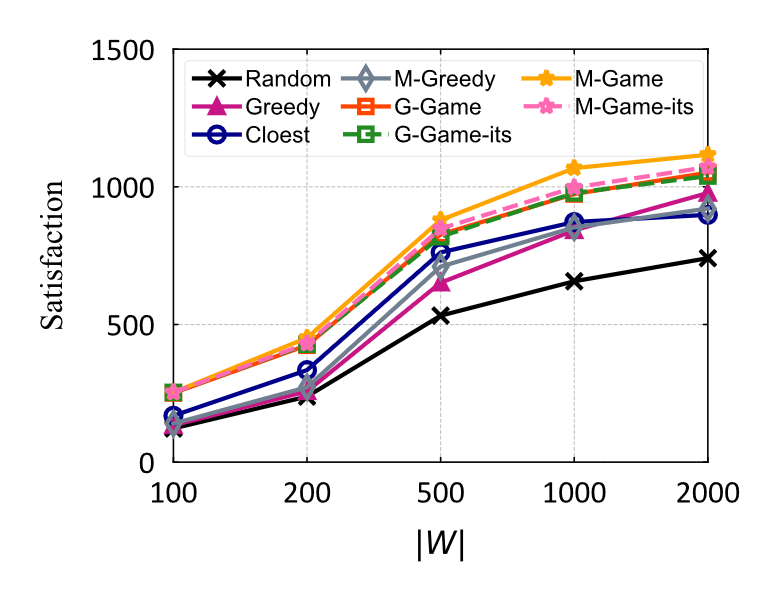 1500
1000
500
0
Satisfaction
Random
Greedy
Cloest
M-Greedy
G-Game
G-Game-its
M-Game
M-Game-its
100 200 500 1000 2000
|W|